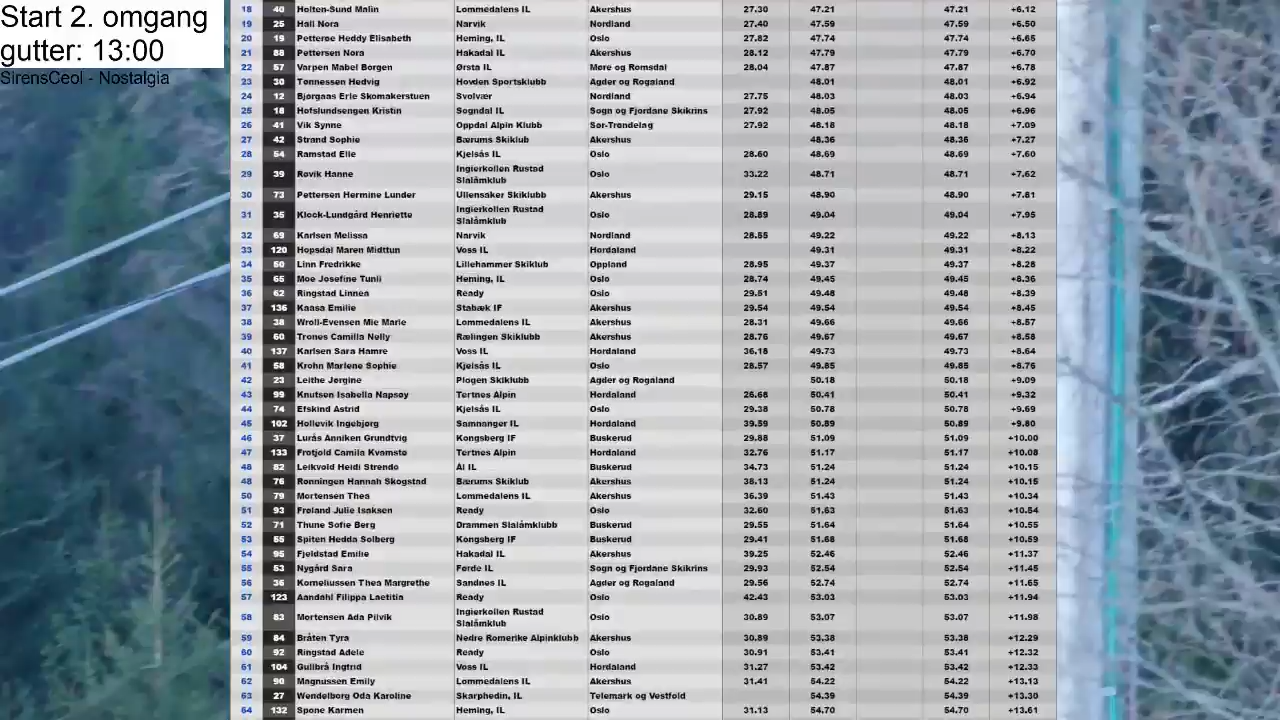 Start 2. omgang
gutter: 13:00
SirensCeol - Nostalgia
18 40 Holten-Sund Malin Lommedalens IL Akershus 27.30 47.21 47.21 +6.12
19 25 Hall Nora Narvik Nordland 27.40 47.59 47.59 +6.50
20 19 Petterøe Heddy Elisabeth Heming, IL Oslo 27.82 47.74 47.74 +6.65
21 88 Pettersen Nora Hakadal IL Akershus 28.12 47.79 47.79 +6.70
22 57 Varpen Mabel Borgen Ørsta IL Møre og Romsdal 28.04 47.87 47.87 +6.78
23 30 Tønnessen Hedvig Hovden Sportsklubb Agder og Rogaland 48.01 48.01 +6.92
24 12 Bjørgaas Erle Skomakerstuen Svolvær Nordland 27.75 48.03 48.03 +6.94
25 18 Hofslundsengen Kristin Sogndal IL Sogn og Fjordane Skikrins 27.92 48.05 48.05 +6.96
26 41 Vik Synne Oppdal Alpin Klubb Sør-Trøndelag 27.92 48.18 48.18 +7.09
27 42 Strand Sophie Bærums Skiklub Akershus 48.36 48.36 +7.27
28 54 Ramstad Elle Kjelsås IL Oslo 28.60 48.69 48.69 +7.60
29 39 Røvik Hanne Ingierkollen Rustad Slalåmklub Oslo 33.22 48.71 48.71 +7.62
30 73 Pettersen Hermine Lunder Ullensaker Skiklubb Akershus 29.15 48.90 48.90 +7.81
31 35 Klock-Lundgård Henriette Ingierkollen Rustad Slalåmklub Oslo 28.89 49.04 49.04 +7.95
32 69 Karlsen Melissa Narvik Nordland 28.55 49.22 49.22 +8.13
33 120 Hopsdal Maren Midttun Voss IL Hordaland 49.31 49.31 +8.22
34 50 Linn Fredrikke Lillehammer Skiklub Oppland 28.95 49.37 49.37 +8.28
35 65 Moe Josefine Tunli Heming, IL Oslo 28.74 49.45 49.45 +8.36
36 62 Ringstad Linnea Ready Oslo 29.51 49.48 49.48 +8.39
37 136 Kaasa Emilie Stabæk IF Akershus 29.54 49.54 49.54 +8.45
38 38 Wroll-Evensen Mie Marie Lommedalens IL Akershus 28.31 49.66 49.66 +8.57
39 60 Trones Camilla Nelly Rælingen Skiklubb Akershus 28.76 49.67 49.67 +8.58
40 137 Karlsen Sara Hamre Voss IL Hordaland 36.18 49.73 49.73 +8.64
41 58 Krohn Marlene Sophie Kjelsås IL Oslo 28.57 49.85 49.85 +8.76
42 23 Leithe Jørgine Plogen Skiklubb Agder og Rogaland 50.18 50.18 +9.09
43 99 Knutsen Isabella Napsøy Tertnes Alpin Hordaland 26.68 50.41 50.41 +9.32
44 74 Efskind Astrid Kjelsås IL Oslo 29.38 50.78 50.78 +9.69
45 102 Hollevik Ingebjørg Samnanger IL Hordaland 39.59 50.89 50.89 +9.80
46 37 Lurås Anniken Grundtvig Kongsberg IF Buskerud 29.88 51.09 51.09 +10.00
47 133 Frotjold Camila Kvamstø Tertnes Alpin Hordaland 32.76 51.17 51.17 +10.08
48 82 Leikvold Heidi Strende Ål IL Buskerud 34.73 51.24 51.24 +10.15
48 76 Rønningen Hannah Skogstad Bærums Skiklub Akershus 38.13 51.24 51.24 +10.15
50 79 Mortensen Thea Lommedalens IL Akershus 36.39 51.43 51.43 +10.34
51 93 Frøland Julie Isaksen Ready Oslo 32.60 51.63 51.63 +10.54
52 71 Thune Sofie Berg Drammen Slalåmklubb Buskerud 29.55 51.64 51.64 +10.55
53 55 Spiten Hedda Solberg Kongsberg IF Buskerud 29.41 51.68 51.68 +10.59
54 95 Fjeldstad Emilie Hakadal IL Akershus 39.25 52.46 52.46 +11.37
55 53 Nygård Sara Førde IL Sogn og Fjordane Skikrins 29.93 52.54 52.54 +11.45
56 36 Korneliussen Thea Margrethe Sandnes IL Agder og Rogaland 29.56 52.74 52.74 +11.65
57 123 Aandahl Filippa Laetitia Ready Oslo 42.43 53.03 53.03 +11.94
58 83 Mortensen Ada Pilvik Ingierkollen Rustad Slalåmklub Oslo 30.89 53.07 53.07 +11.98
59 84 Bråten Tyra Nedre Romerike Alpinklubb Akershus 30.89 53.38 53.38 +12.29
60 92 Ringstad Adele Ready Oslo 30.91 53.41 53.41 +12.32
61 104 Gullbrå Ingfrid Voss IL Hordaland 31.27 53.42 53.42 +12.33
62 90 Magnussen Emily Lommedalens IL Akershus 31.41 54.22 54.22 +13.13
63 27 Wendelborg Oda Karoline Skarphedin, IL Telemark og Vestfold 54.39 54.39 +13.30
64 132 Spone Karmen Heming, IL Oslo 31.13 54.70 54.70 +13.61